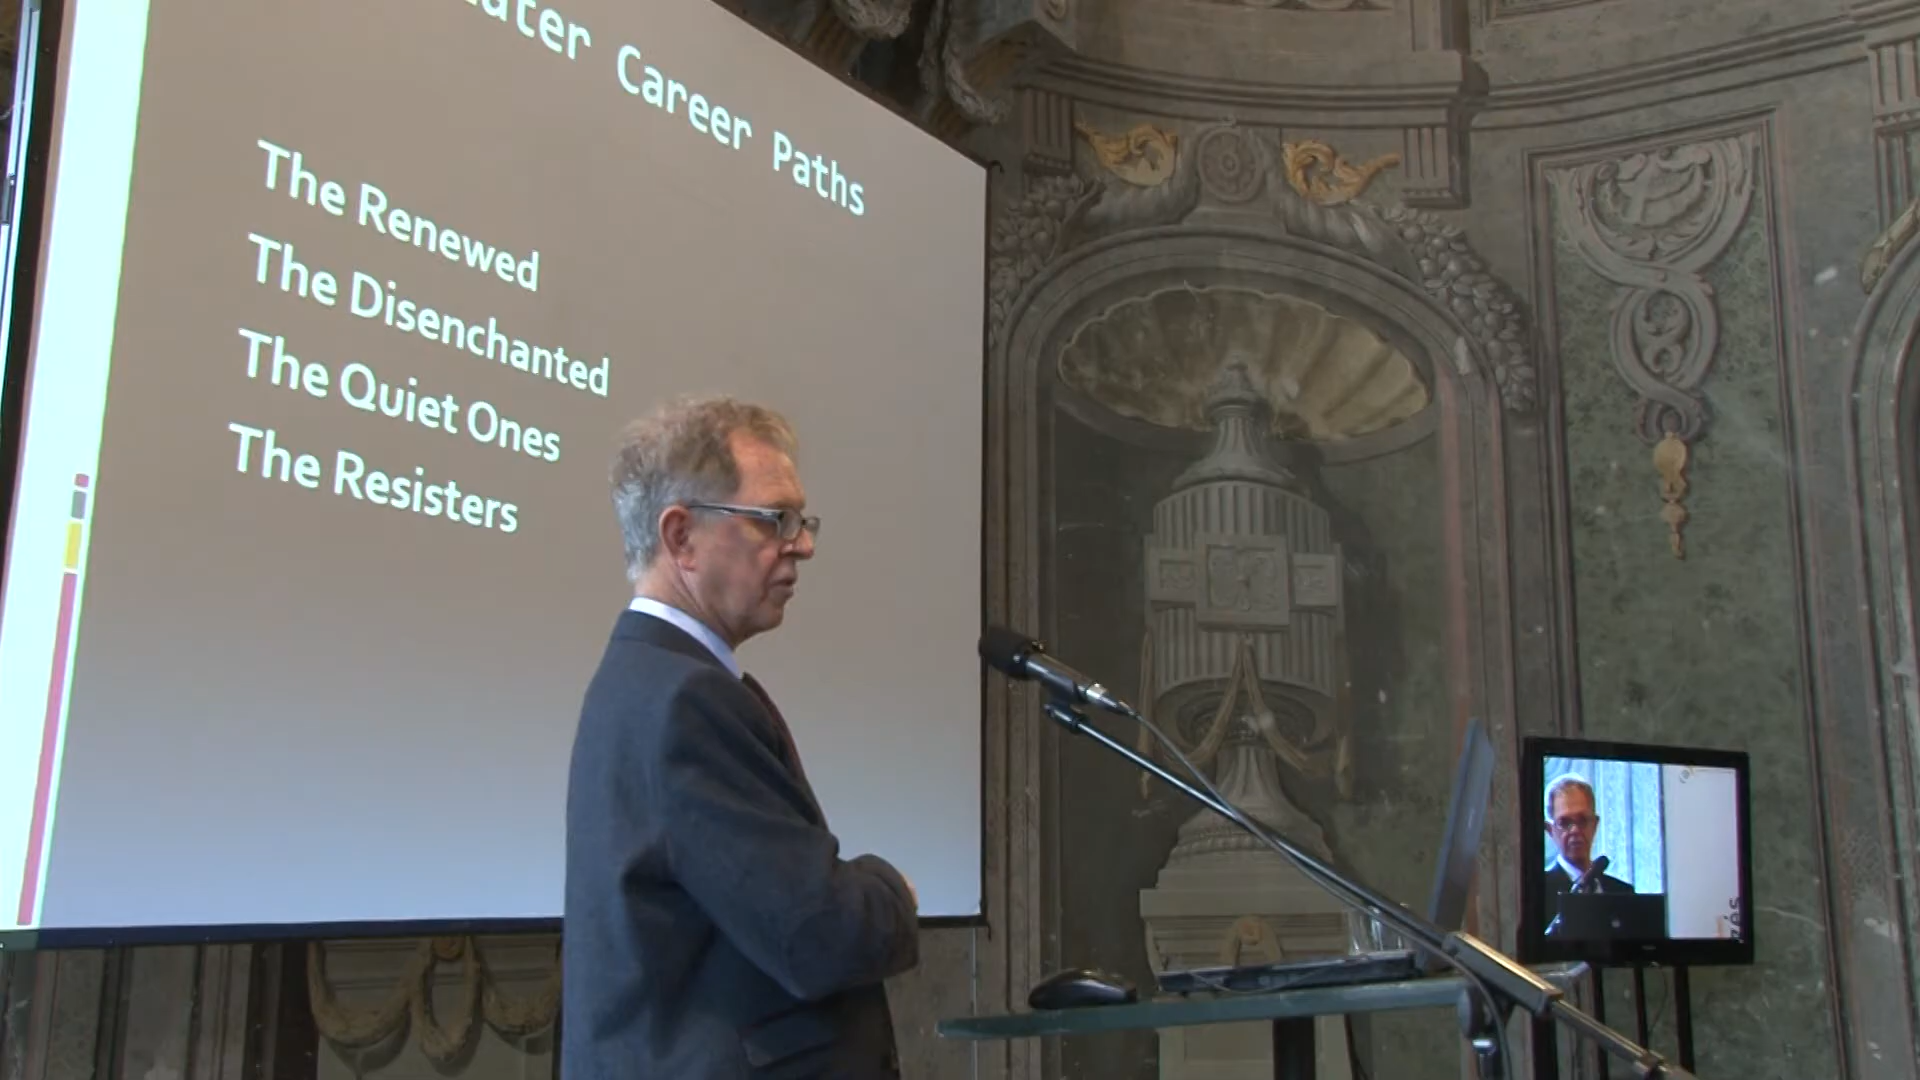 Career Paths
The Renewed
The Disenchanted
The Quiet Ones
The Resisters